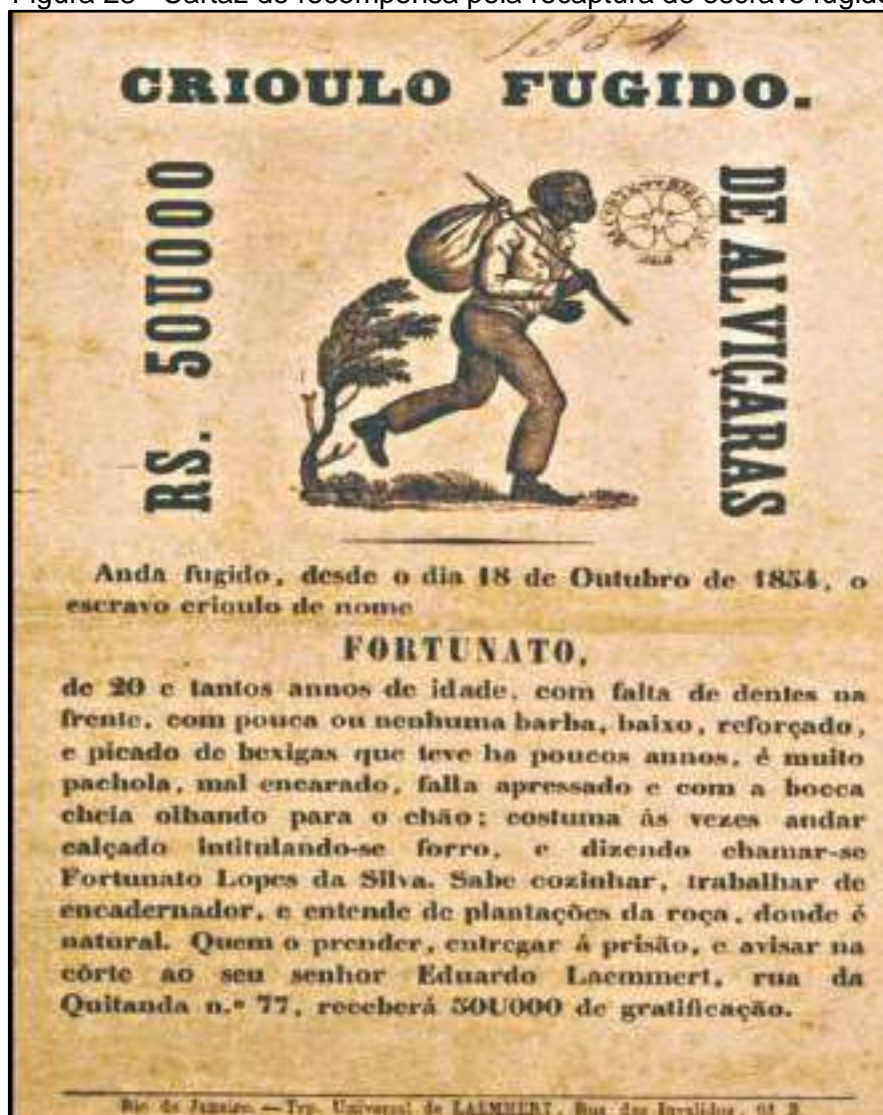 Figura 23 - Cartaz de recompensa pela recaptura de escravo fugido
1854
CRIOULO FUGIDO.
RS. 50U000
DE ALVIÇARAS
Anda fugido, desde o dia 18 de Outubro de 1854, o
escravo crioulo de nome
FORTUNATO,
de 20 e tantos annos de idade, com falta de dentes na
frente, com pouca ou nenhuma barba, baixo, reforçado,
e picado de bexigas que teve ha poucos annos, é muito
pachola, mal encarado, falla apressado e com a bocca
cheia olhando para o chão; costuma ás vezes andar
calçado intitulando-se forro, e dizendo chamar-se
Fortunato Lopes da Silva. Sabe cozinhar, trabalhar de
encadernador, e entende de plantações da roça, donde é
natural. Quem o prender, entregar á prisão, e avisar na
côrte ao seu senhor Eduardo Laemmert, rua da
Quitanda n.º 77, receberá 50U000 de gratificação.
Rio de Janeiro. — Typ. Universal de LAEMMERT, Rua dos Invalidos, 61 B.